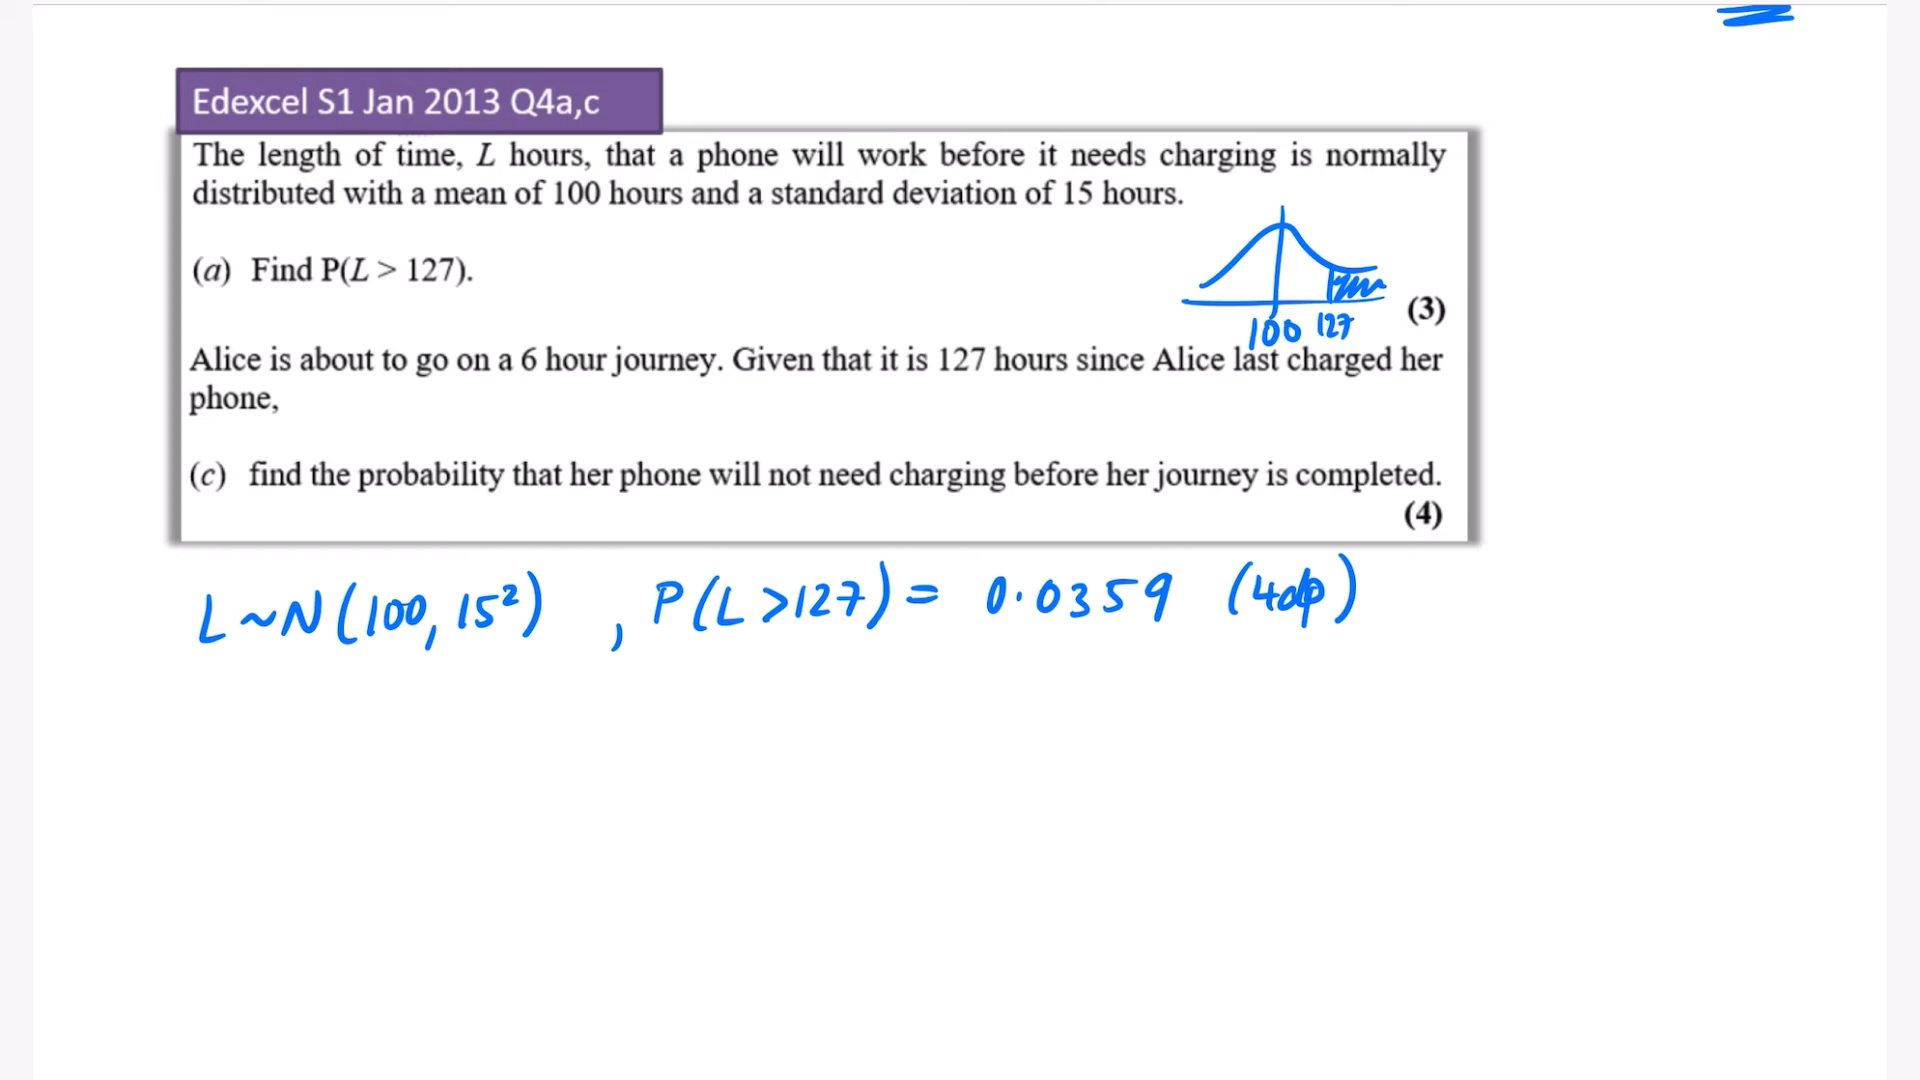 Edexcel S1 Jan 2013 Q4a,c
The length of time, L hours, that a phone will work before it needs charging is normally
distributed with a mean of 100 hours and a standard deviation of 15 hours.
(a) Find P(L > 127).
(3)
100 127
Alice is about to go on a 6 hour journey. Given that it is 127 hours since Alice last charged her
phone,
(c) find the probability that her phone will not need charging before her journey is completed.
(4)
L ~ N(100, 15²) , P(L > 127) = 0.0359 (4dp)